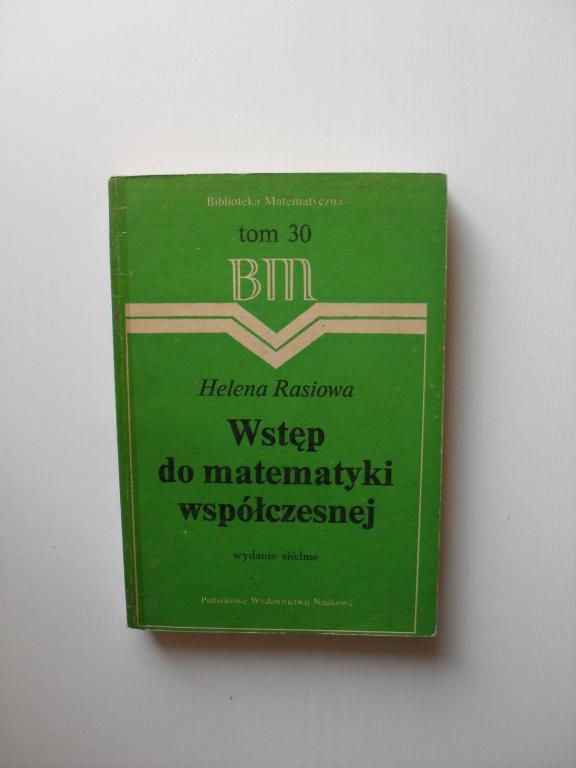 Biblioteka Matematyczna
tom 30
BM
Helena Rasiowa
Wstęp
do matematyki
współczesnej
wydanie siódme
Państwowe Wydawnictwo Naukowe